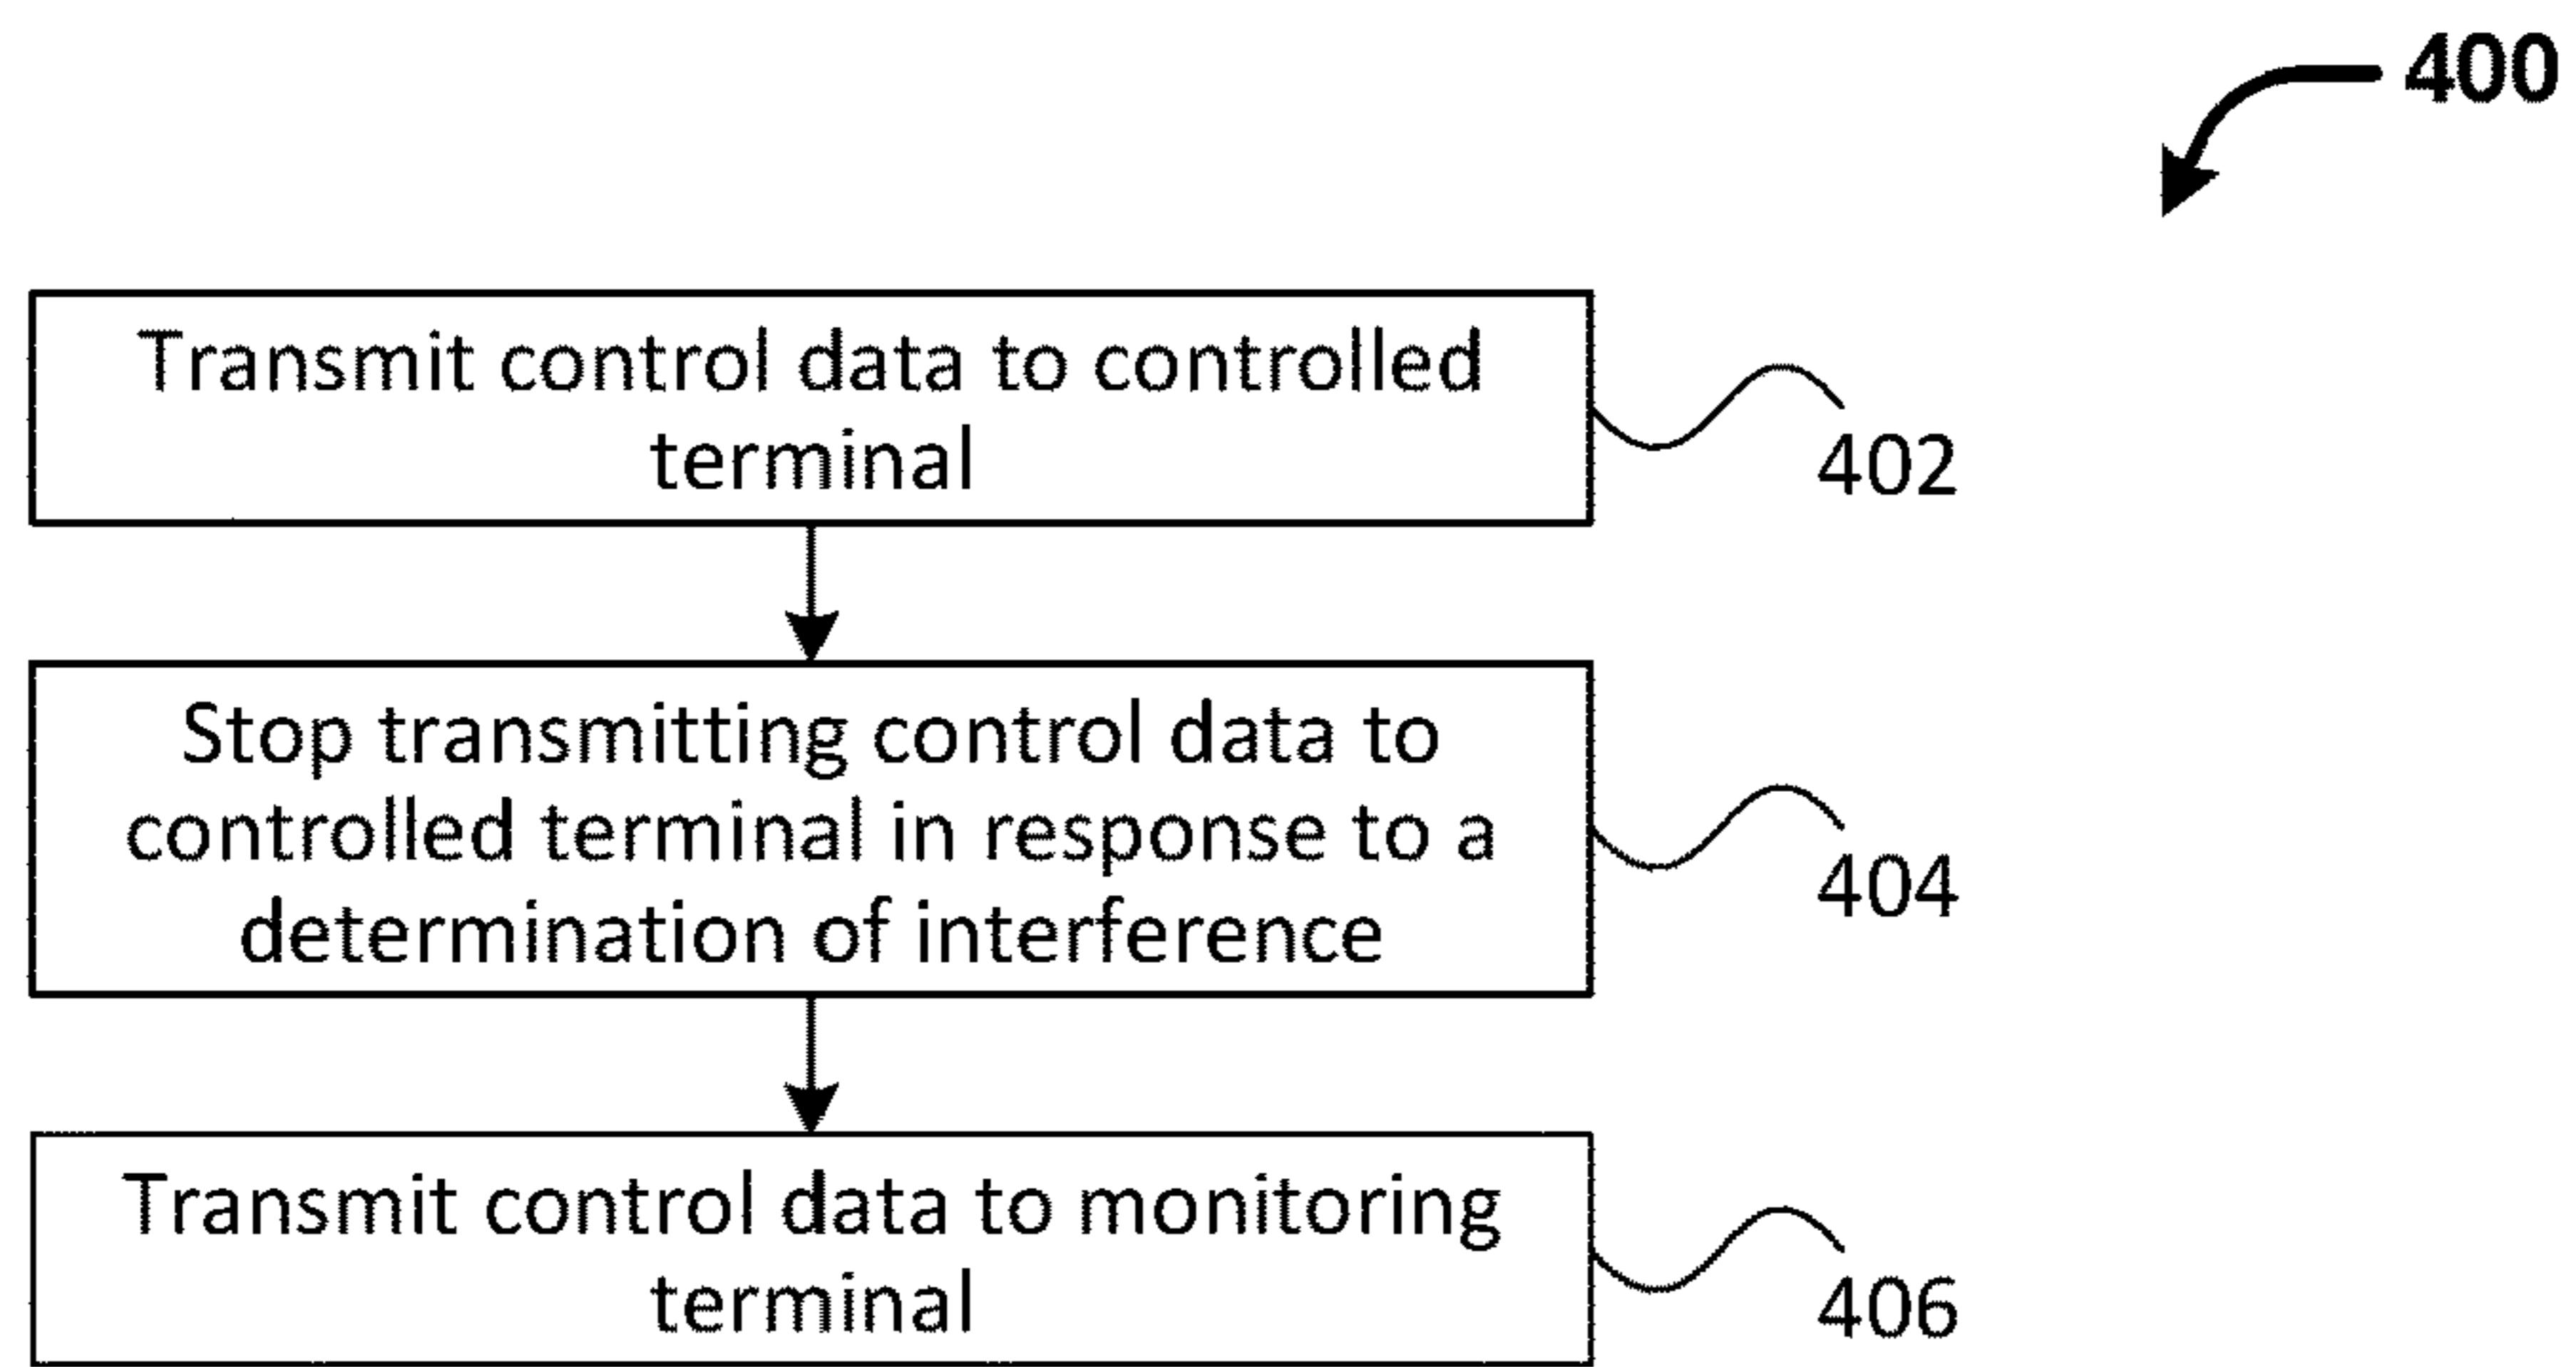 400
Transmit control data to controlled
terminal
402
Stop transmitting control data to
controlled terminal in response to a
determination of interference
404
Transmit control data to monitoring
terminal
406